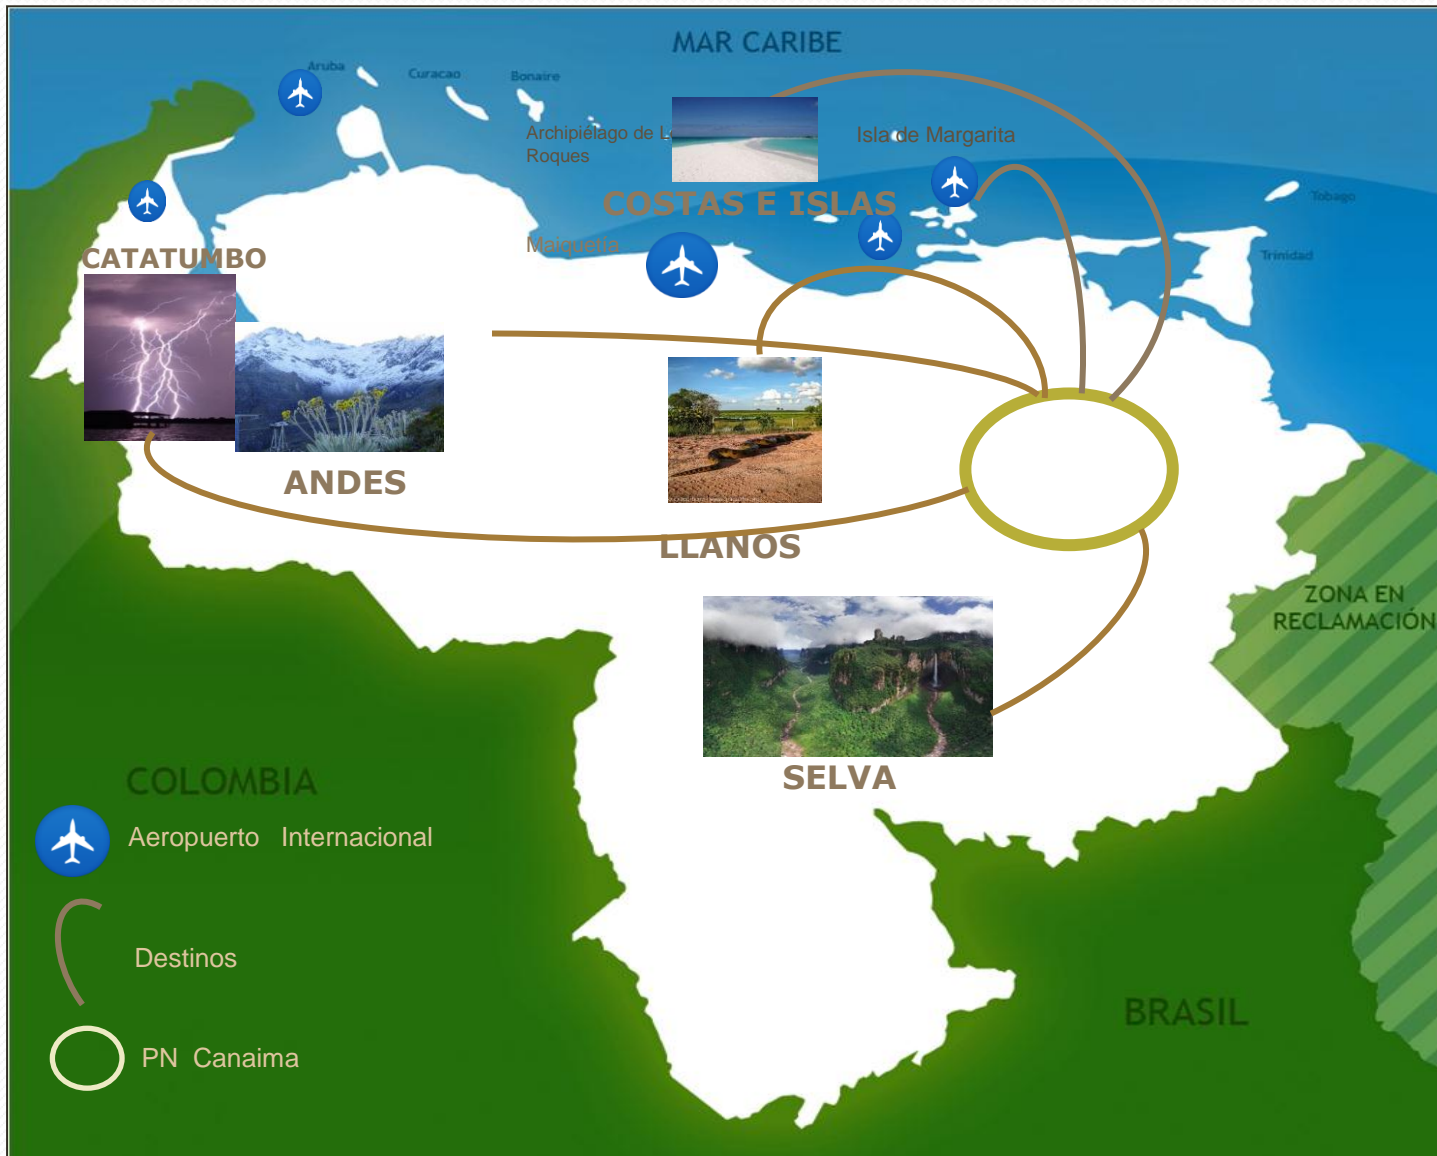 MAR CARIBE
Aruba
Curacao
Bonaire
Archipiélago de L
Roques
Isla de Margarita
COSTAS E ISLAS
Tobago
Maiquetía
Trinidad
CATATUMBO
ANDES
LLANOS
ZONA EN
RECLAMACIÓN
SELVA
COLOMBIA
Aeropuerto Internacional
Destinos
BRASIL
PN Canaima